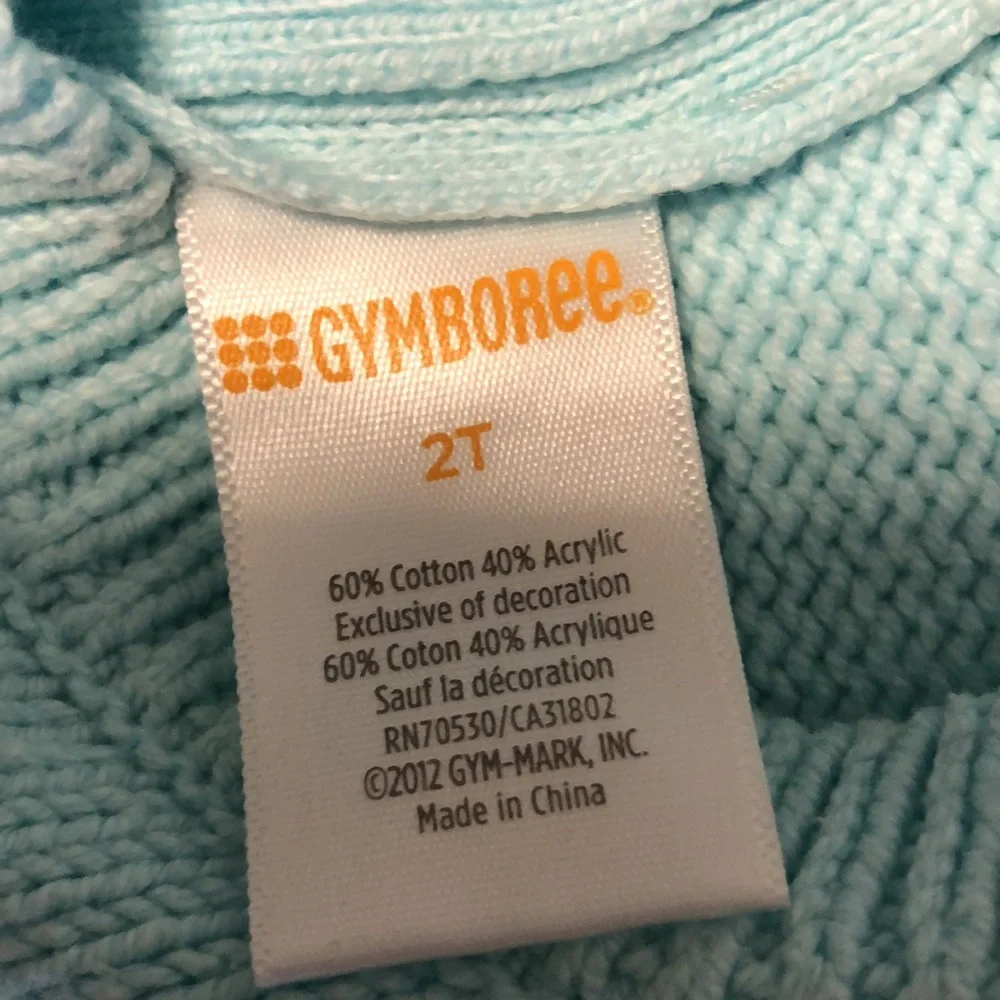 GYMBOREE®
2T
60% Cotton 40% Acrylic
Exclusive of decoration
60% Coton 40% Acrylique
Sauf la décoration
RN70530/CA31802
©2012 GYM-MARK, INC.
Made in China